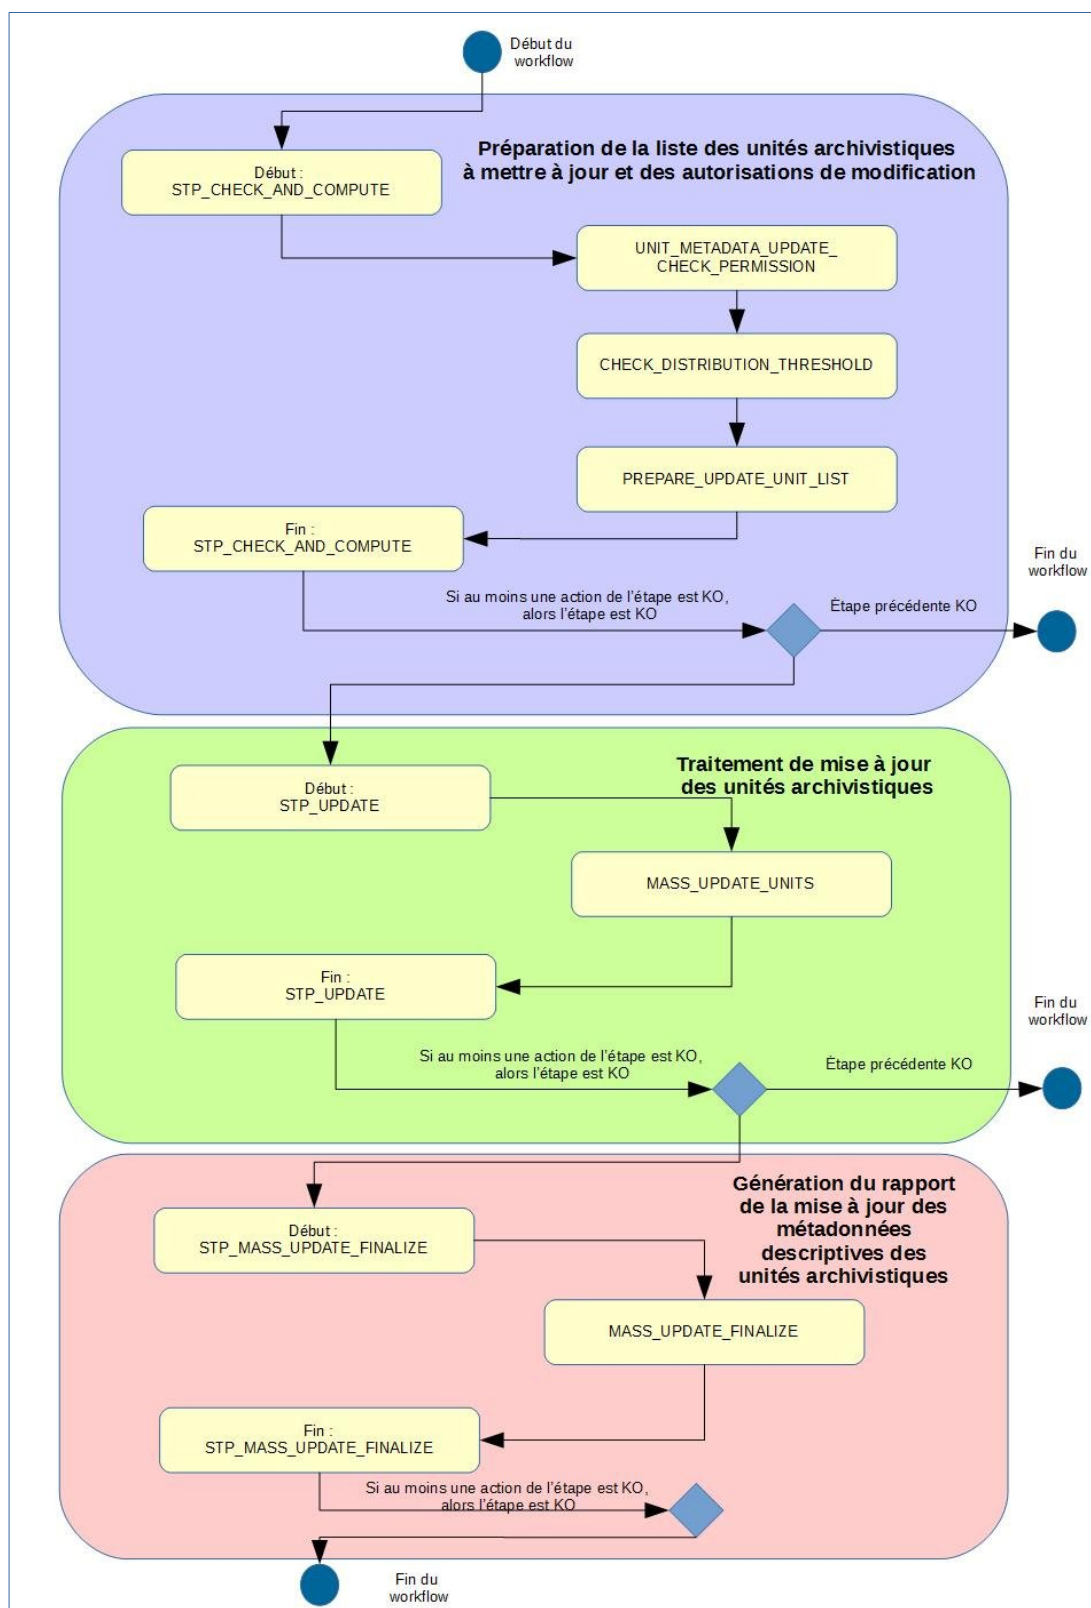 Début du
workflow
Préparation de la liste des unités archivistiques
à mettre à jour et des autorisations de modification
Début :
STP_CHECK_AND_COMPUTE
UNIT_METADATA_UPDATE_
CHECK_PERMISSION
CHECK_DISTRIBUTION_THRESHOLD
PREPARE_UPDATE_UNIT_LIST
Fin :
STP_CHECK_AND_COMPUTE
Si au moins une action de l'étape est KO,
alors l'étape est KO
Étape précédente KO
Fin du
workflow
Traitement de mise à jour
des unités archivistiques
Début :
STP_UPDATE
MASS_UPDATE_UNITS
Fin :
STP_UPDATE
Si au moins une action de l'étape est KO,
alors l'étape est KO
Étape précédente KO
Fin du
workflow
Génération du rapport
de la mise à jour des
métadonnées
descriptives des
unités archivistiques
Début :
STP_MASS_UPDATE_FINALIZE
MASS_UPDATE_FINALIZE
Fin :
STP_MASS_UPDATE_FINALIZE
Si au moins une action de l'étape est KO,
alors l'étape est KO
Fin du
workflow